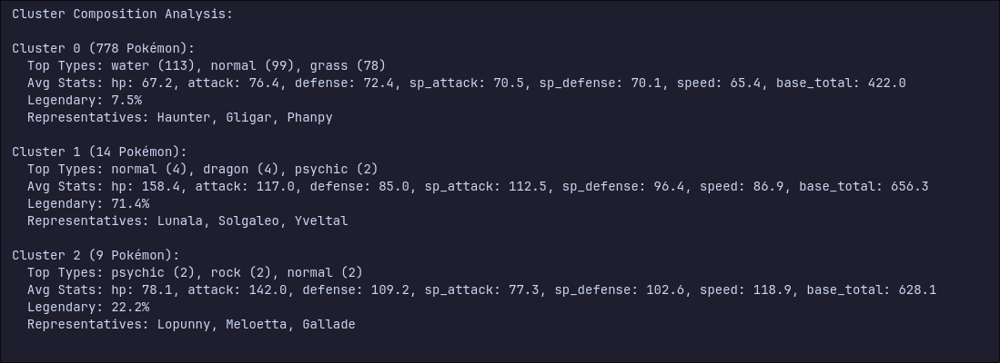 Cluster Composition Analysis:
Cluster 0 (778 Pokémon):
Top Types: water (113), normal (99), grass (78)
Avg Stats: hp: 67.2, attack: 76.4, defense: 72.4, sp_attack: 70.5, sp_defense: 70.1, speed: 65.4, base_total: 422.0
Legendary: 7.5%
Representatives: Haunter, Gligar, Phanpy
Cluster 1 (14 Pokémon):
Top Types: normal (4), dragon (4), psychic (2)
Avg Stats: hp: 158.4, attack: 117.0, defense: 85.0, sp_attack: 112.5, sp_defense: 96.4, speed: 86.9, base_total: 656.3
Legendary: 71.4%
Representatives: Lunala, Solgaleo, Yveltal
Cluster 2 (9 Pokémon):
Top Types: psychic (2), rock (2), normal (2)
Avg Stats: hp: 78.1, attack: 142.0, defense: 109.2, sp_attack: 77.3, sp_defense: 102.6, speed: 118.9, base_total: 628.1
Legendary: 22.2%
Representatives: Lopunny, Meloetta, Gallade